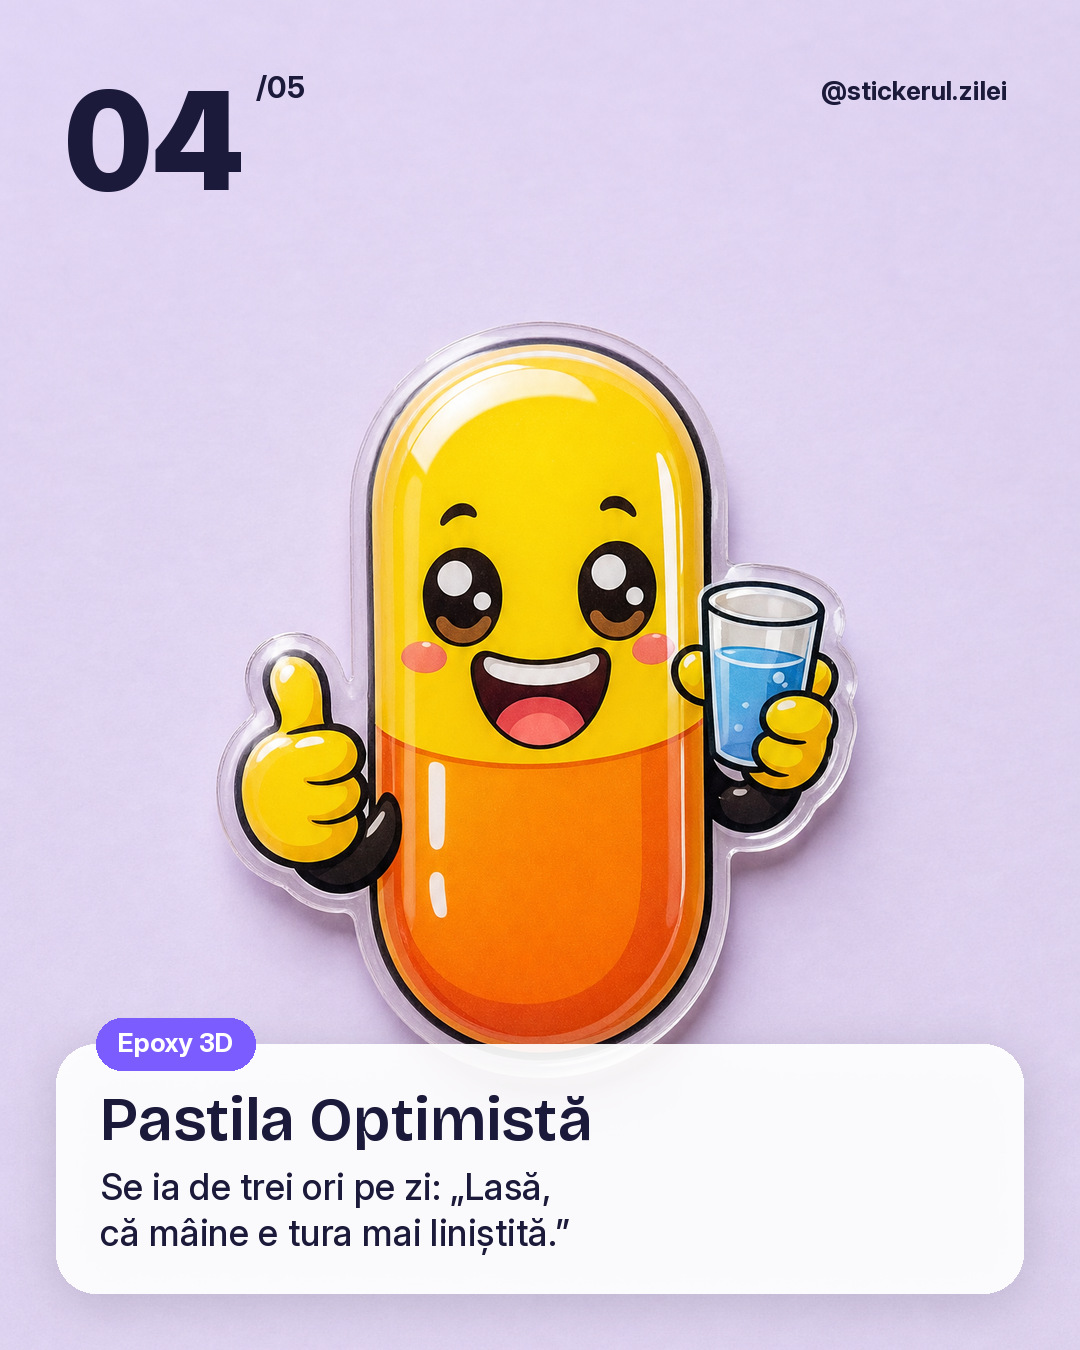 04 /05
@stickerul.zilei
Epoxy 3D
Pastila Optimistă
Se ia de trei ori pe zi: „Lasă,
că mâine e tura mai liniștită.”